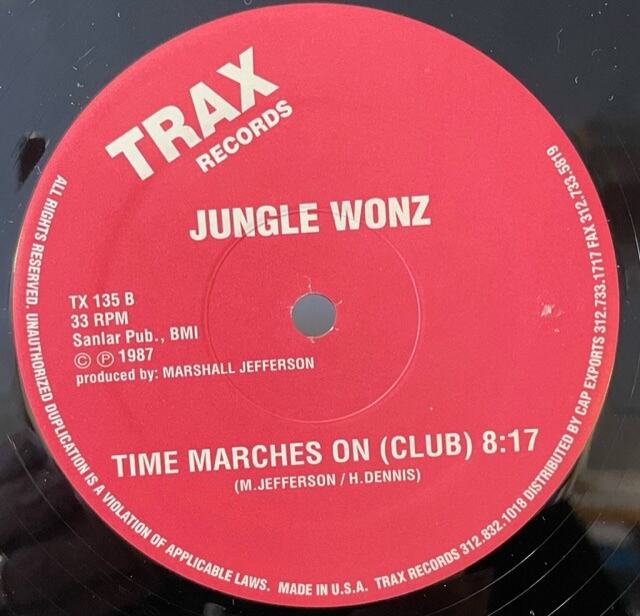 TRAX
RECORDS
JUNGLE WONZ
TX 135 B
33 RPM
Sanlar Pub., BMI
© ℗ 1987
produced by: MARSHALL JEFFERSON
TIME MARCHES ON (CLUB) 8:17
(M.JEFFERSON / H.DENNIS)
ALL RIGHTS RESERVED. UNAUTHORIZED DUPLICATION IS A VIOLATION OF APPLICABLE LAWS. MADE IN U.S.A. TRAX RECORDS 312.832.1018 DISTRIBUTED BY CAP EXPORTS 312.733.1717 FAX 312.733.5819